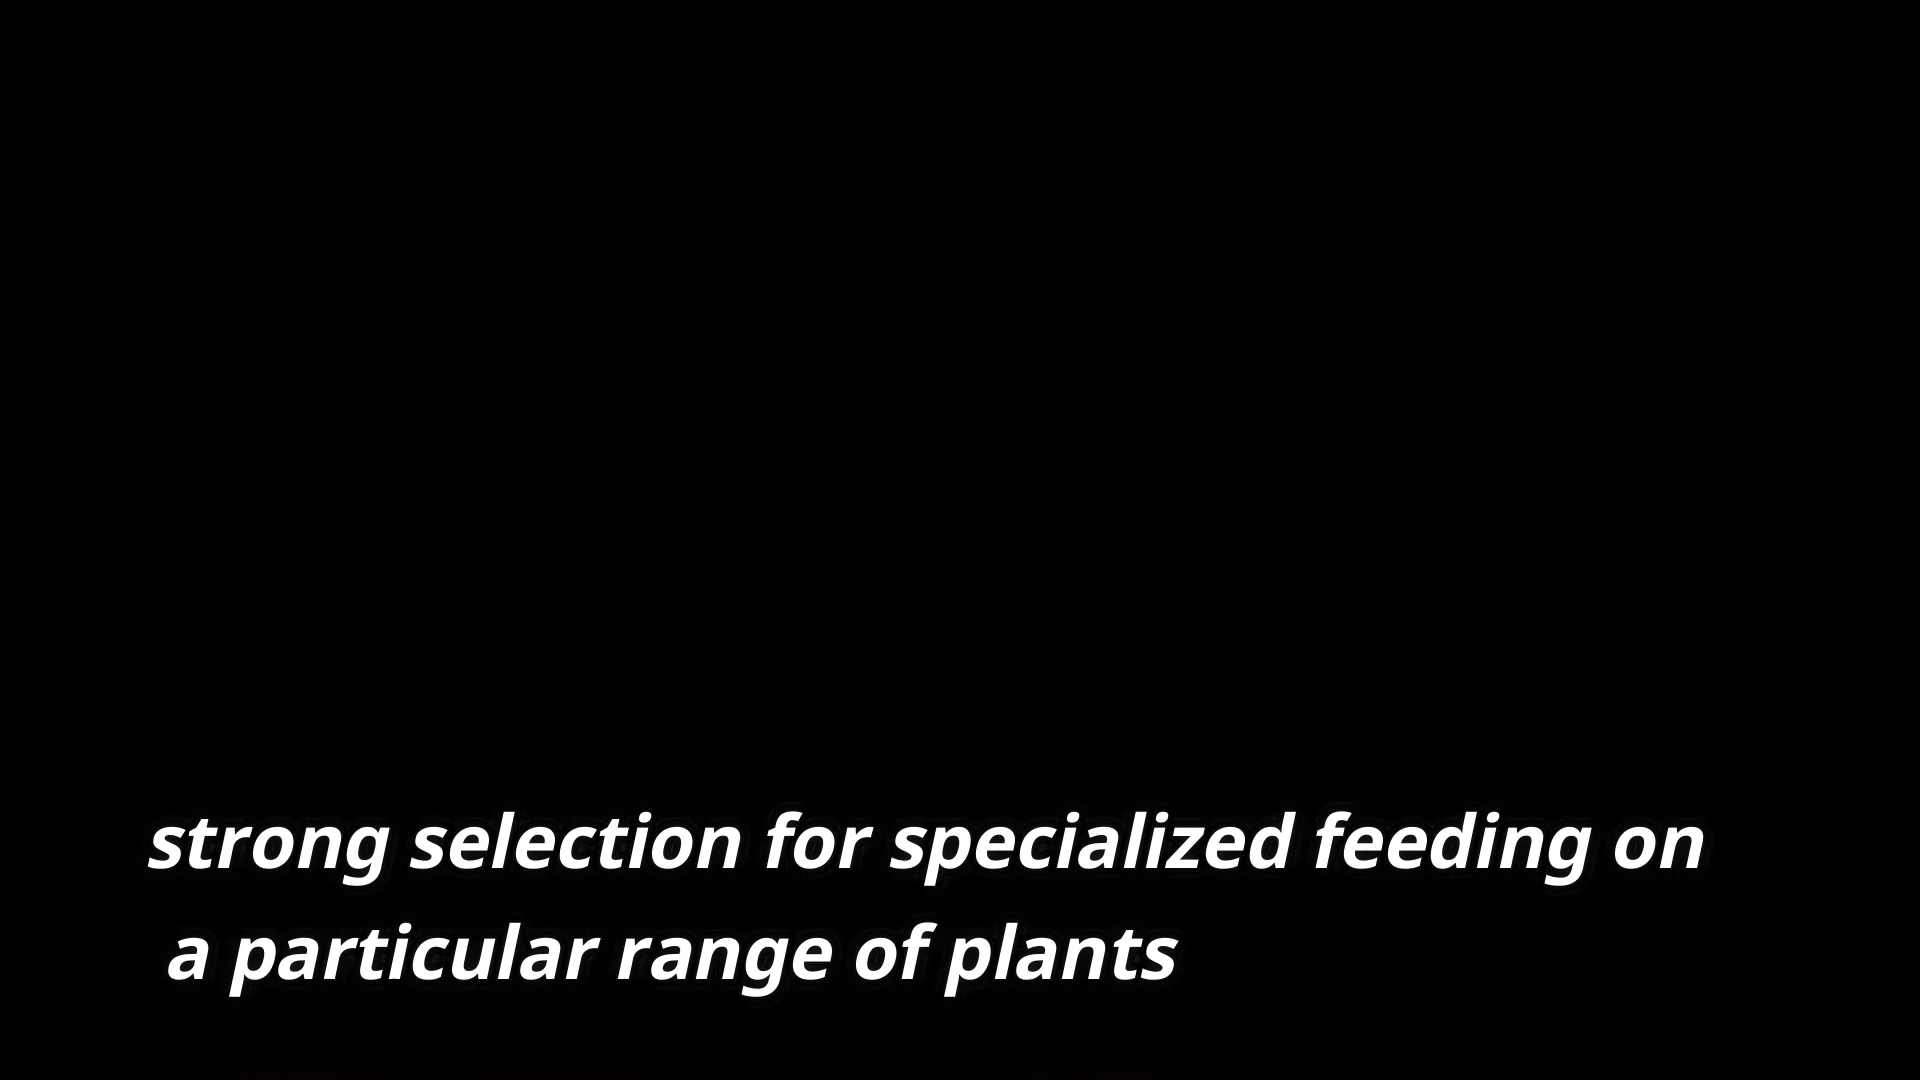 strong selection for specialized feeding on
a particular range of plants